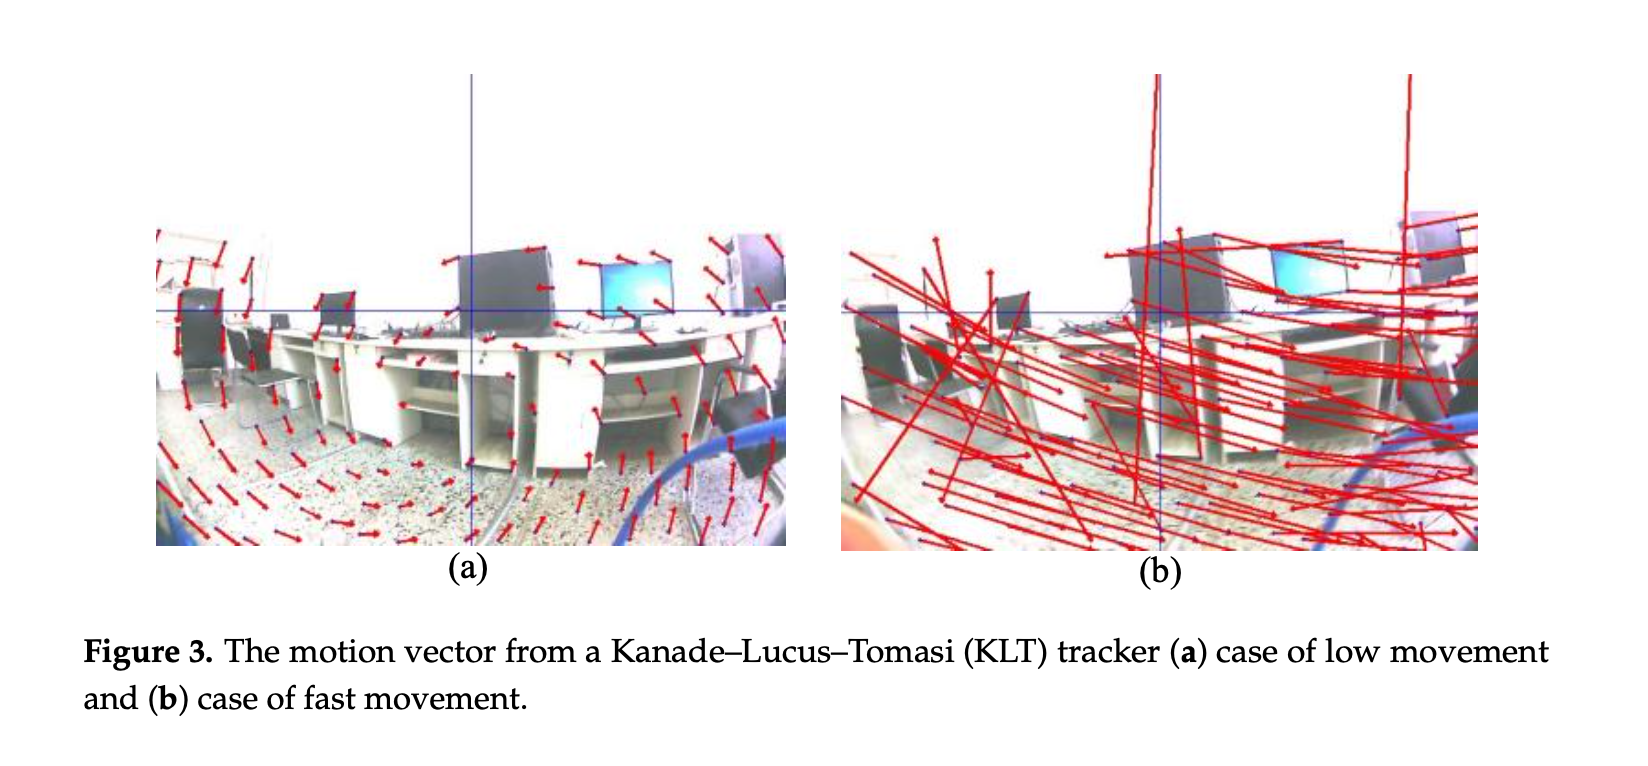 (a)
(b)
Figure 3. The motion vector from a Kanade–Lucus–Tomasi (KLT) tracker (a) case of low movement
and (b) case of fast movement.